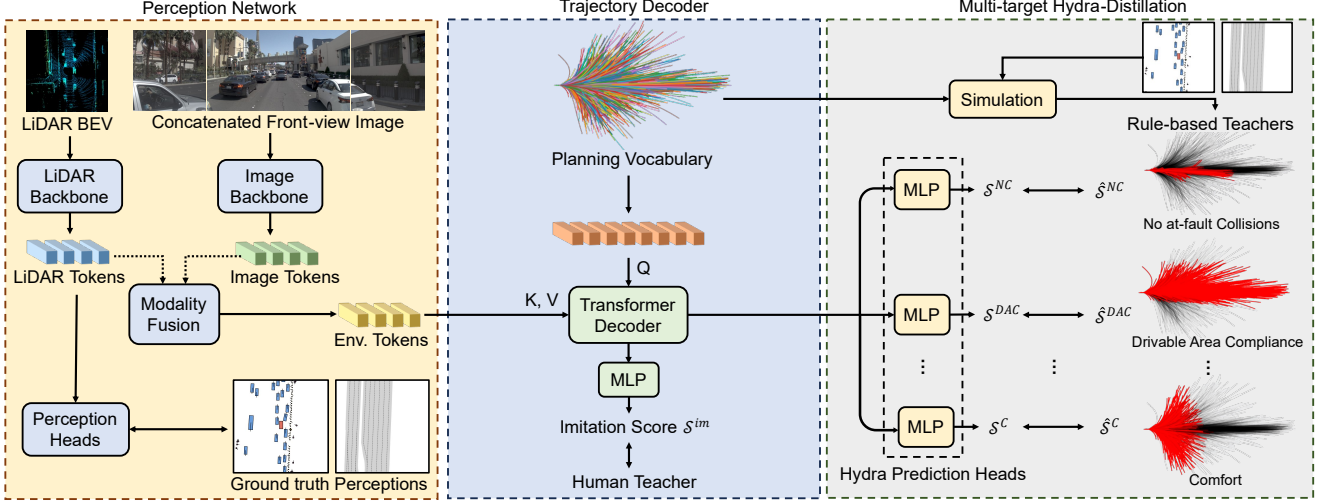 Perception Network
LiDAR BEV
Concatenated Front-view Image
LiDAR
Backbone
Image
Backbone
LiDAR Tokens
Image Tokens
Modality
Fusion
Env. Tokens
Perception
Heads
Ground truth Perceptions
Trajectory Decoder
Planning Vocabulary
Q
K, V
Transformer
Decoder
MLP
Imitation Score 𝒮^{im}
Human Teacher
Multi-target Hydra-Distillation
Simulation
Rule-based Teachers
MLP
𝒮^{NC}
𝒮̂^{NC}
No at-fault Collisions
MLP
𝒮^{DAC}
𝒮̂^{DAC}
Drivable Area Compliance
⋮ ⋮ ⋮
MLP
𝒮^{C}
𝒮̂^{C}
Comfort
Hydra Prediction Heads